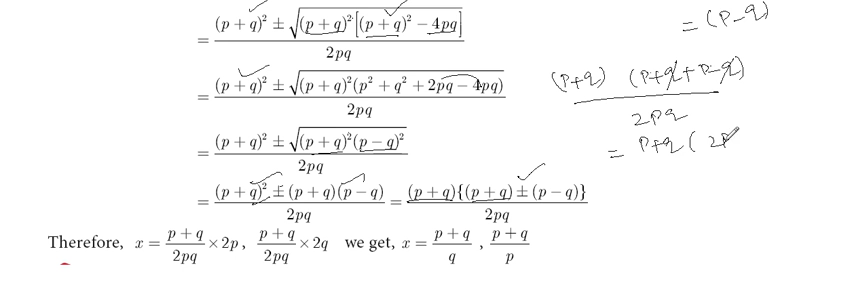 = (p + q)² ± √(p + q)²[(p + q)² − 4pq] / 2pq
= (p−q)
= (p + q)² ± √(p + q)²(p² + q² + 2pq − 4pq) / 2pq
(p+q) (p+q+p−q) / 2pq
= (p + q)² ± √(p + q)²(p − q)² / 2pq
= p+q ( 2p
= (p + q)² ± (p + q)(p − q) / 2pq = (p + q){(p + q) ± (p − q)} / 2pq
Therefore, x = p + q / 2pq × 2p , p + q / 2pq × 2q we get, x = p + q / q , p + q / p